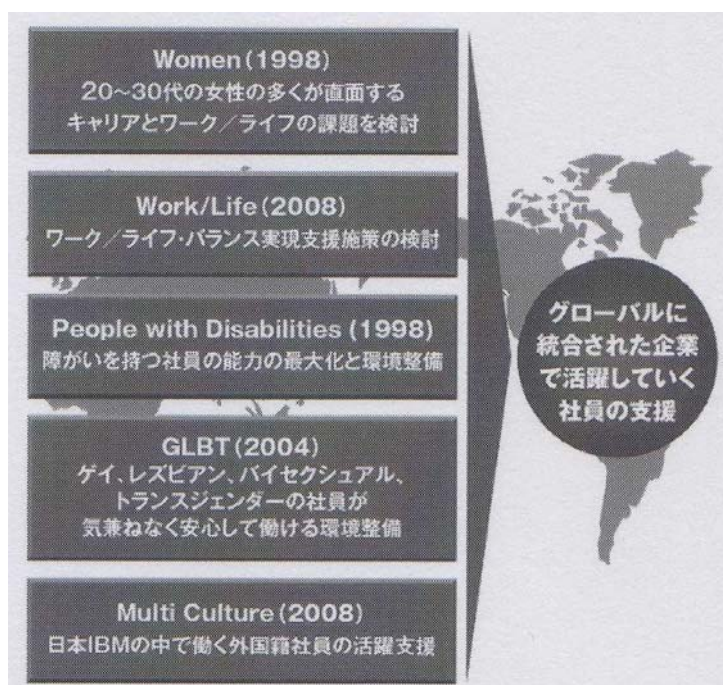 Women(1998)
20～30代の女性の多くが直面する
キャリアとワーク／ライフの課題を検討
Work/Life(2008)
ワーク／ライフ・バランス実現支援施策の検討
People with Disabilities (1998)
障がいを持つ社員の能力の最大化と環境整備
GLBT(2004)
ゲイ、レズビアン、バイセクシュアル、
トランスジェンダーの社員が
気兼ねなく安心して働ける環境整備
Multi Culture(2008)
日本IBMの中で働く外国籍社員の活躍支援
グローバルに
統合された企業
で活躍していく
社員の支援